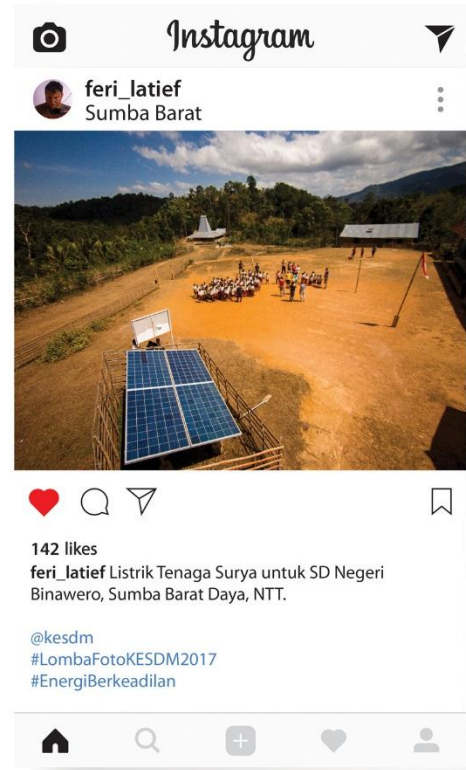 Instagram
feri_latief
Sumba Barat
142 likes
feri_latief Listrik Tenaga Surya untuk SD Negeri
Binawero, Sumba Barat Daya, NTT.
@kesdm
#LombaFotoKESDM2017
#EnergiBerkeadilan